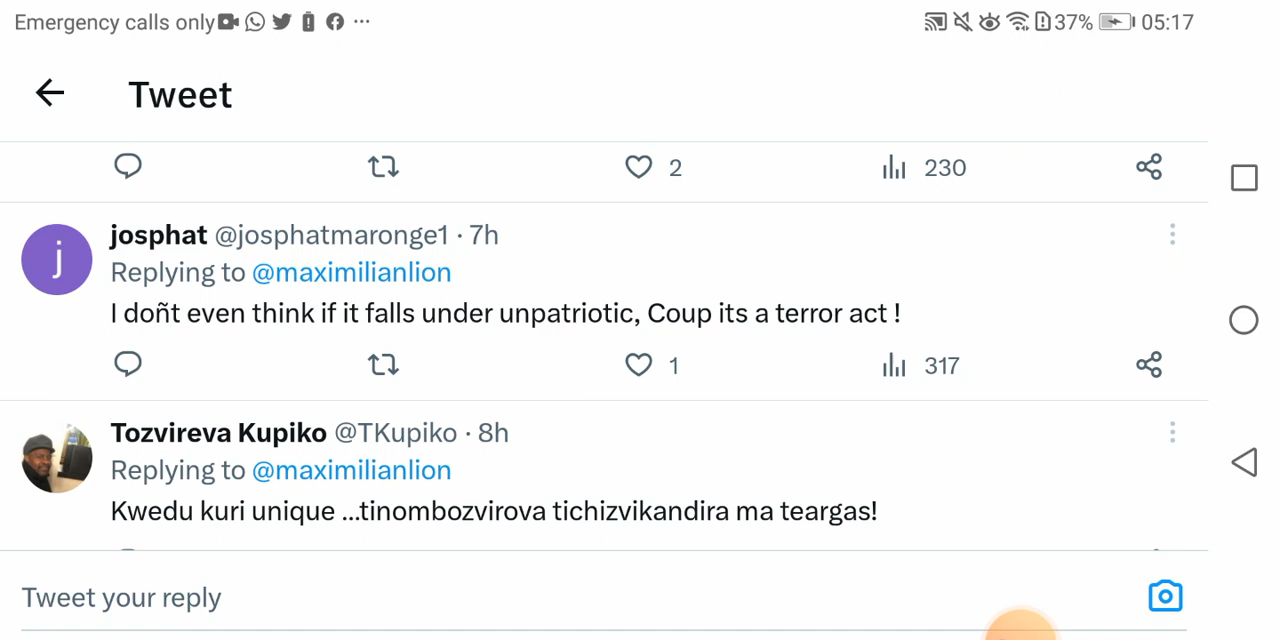 Emergency calls only ... 37% 05:17
Tweet
2 230
j
josphat @josphatmaronge1 · 7h
Replying to @maximilianlion
I doñt even think if it falls under unpatriotic, Coup its a terror act !
1 317
Tozvireva Kupiko @TKupiko · 8h
Replying to @maximilianlion
Kwedu kuri unique ...tinombozvirova tichizvikandira ma teargas!
Tweet your reply